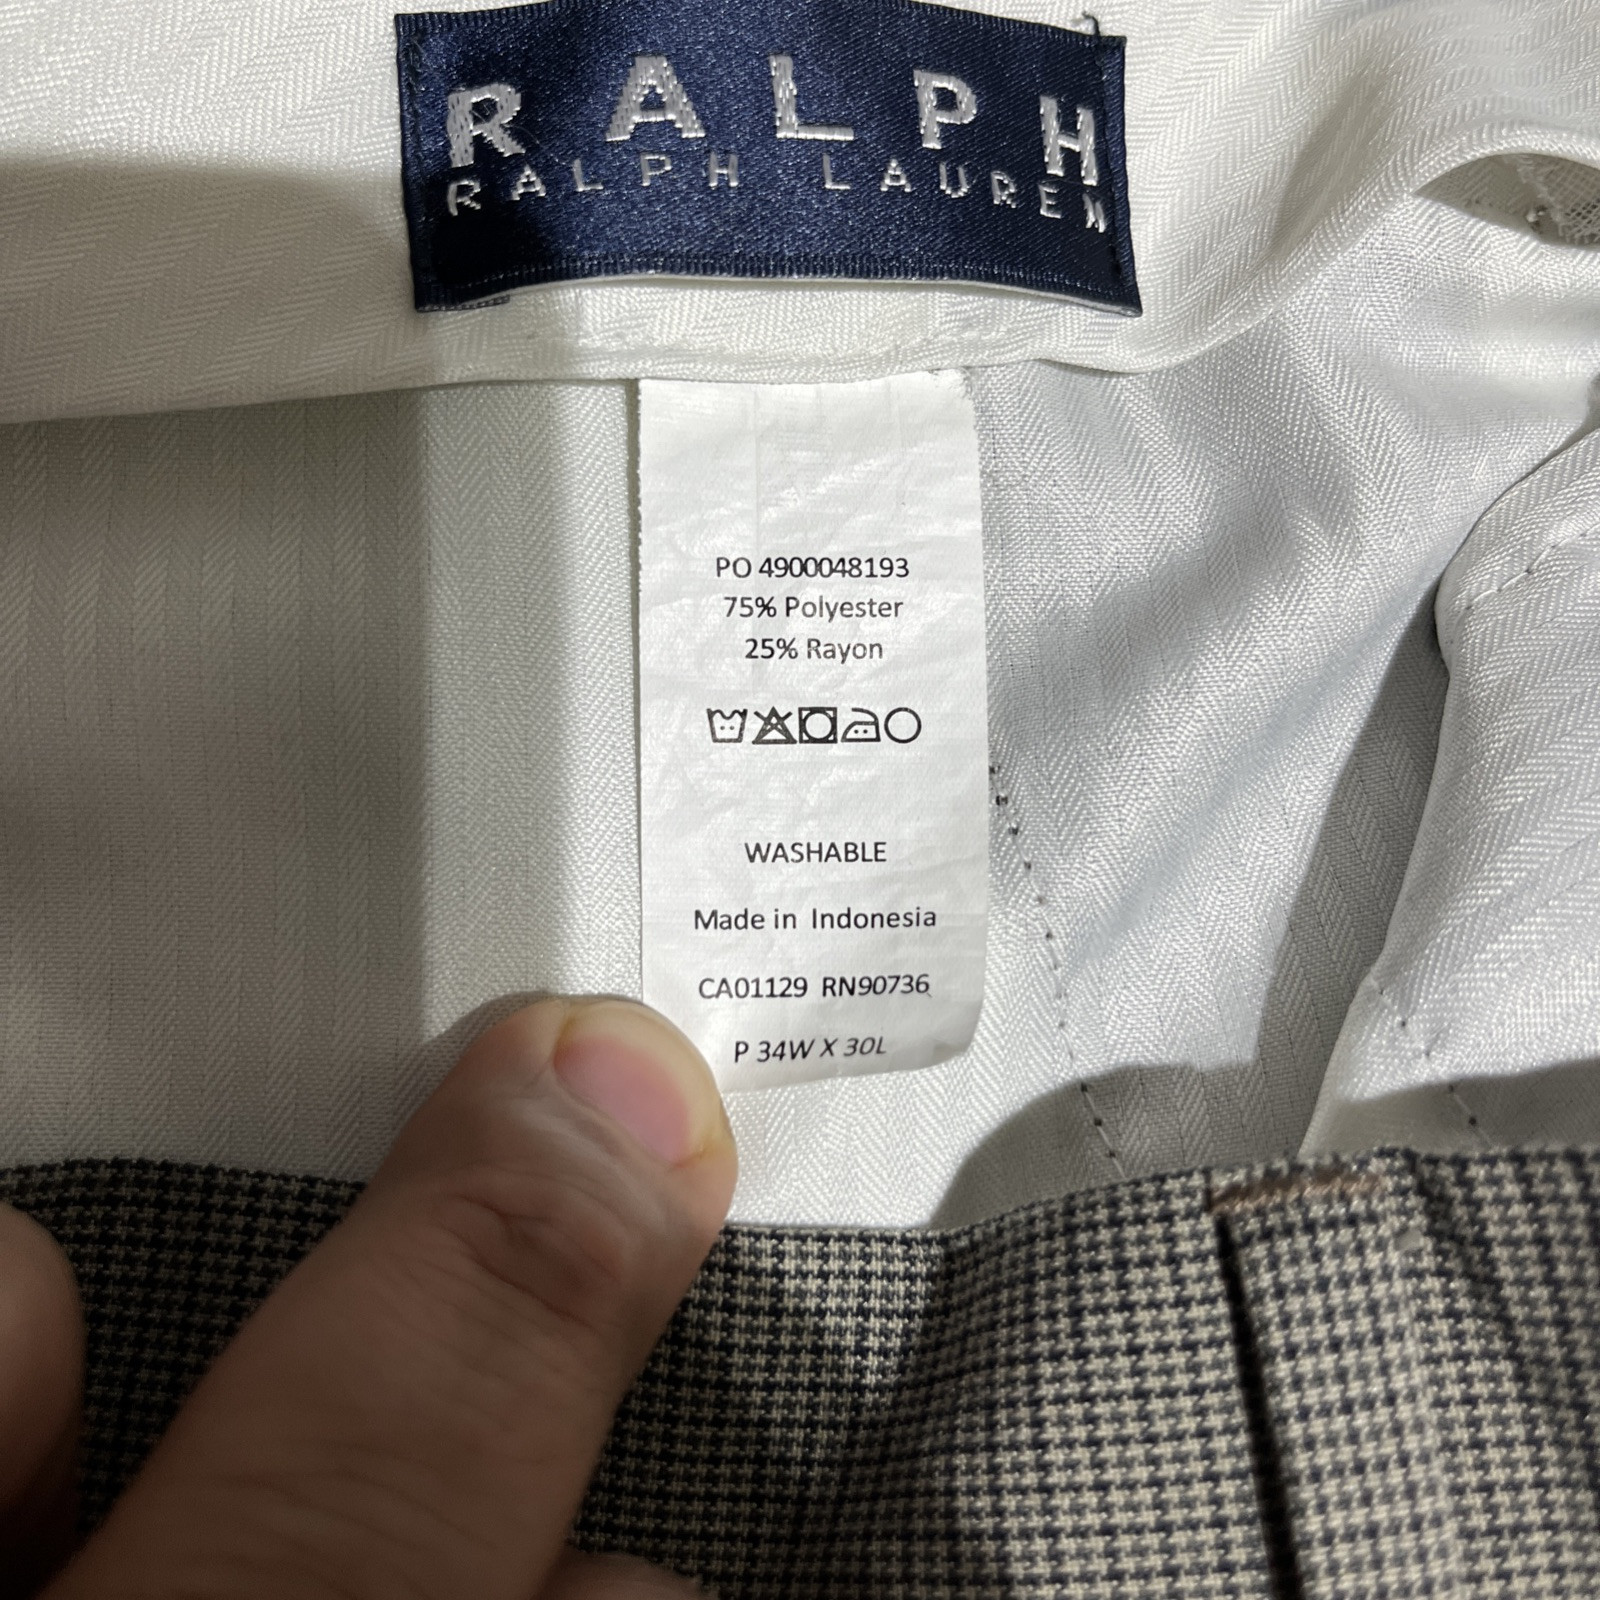 RALPH
RALPH LAUREN
PO 4900048193
75% Polyester
25% Rayon
WASHABLE
Made in Indonesia
CA01129 RN90736
P 34W X 30L